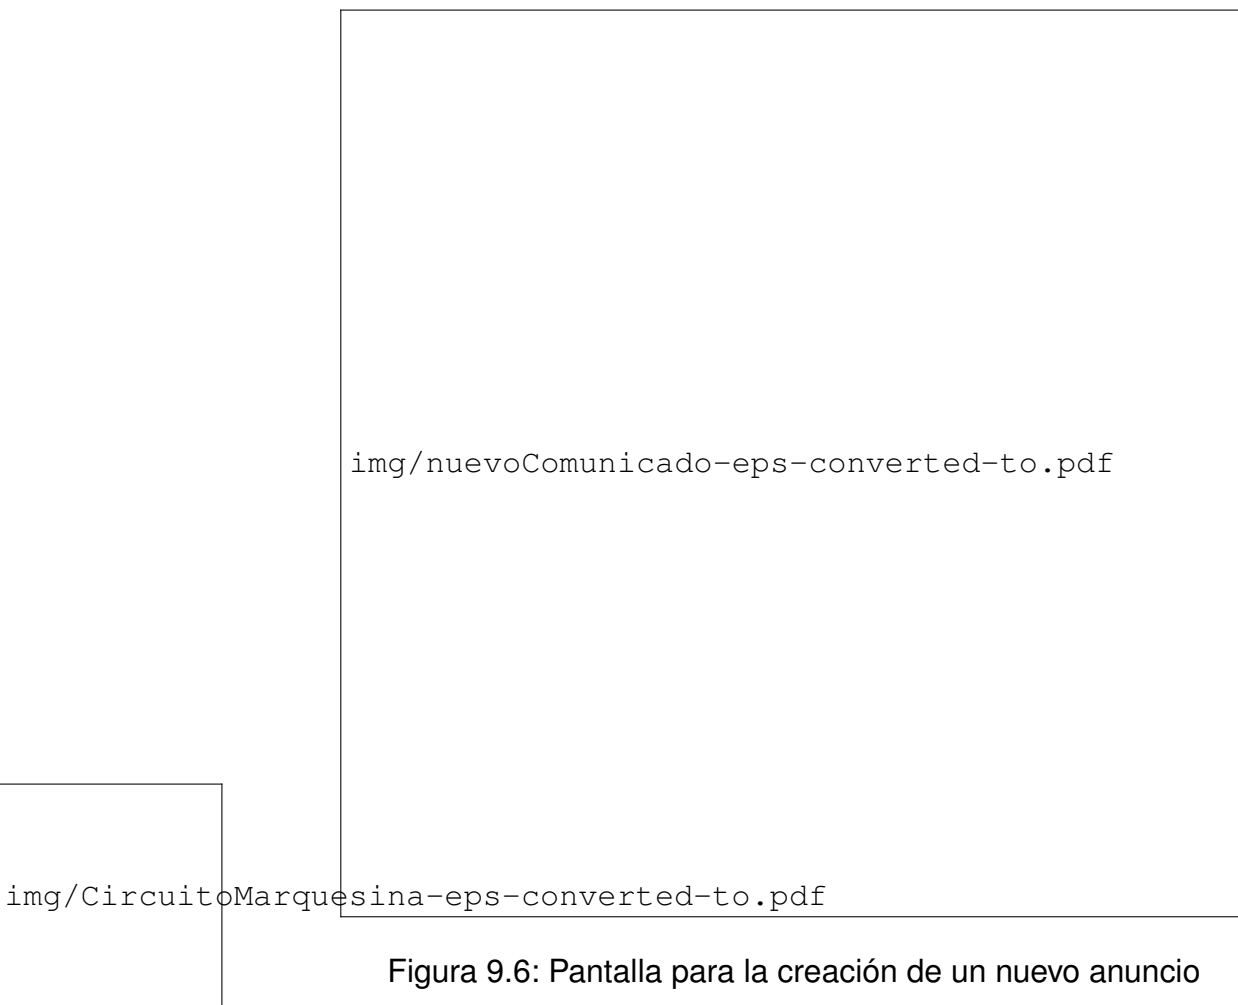 img/nuevoComunicado-eps-converted-to.pdf
img/CircuitoMarquesina-eps-converted-to.pdf
Figura 9.6: Pantalla para la creación de un nuevo anuncio